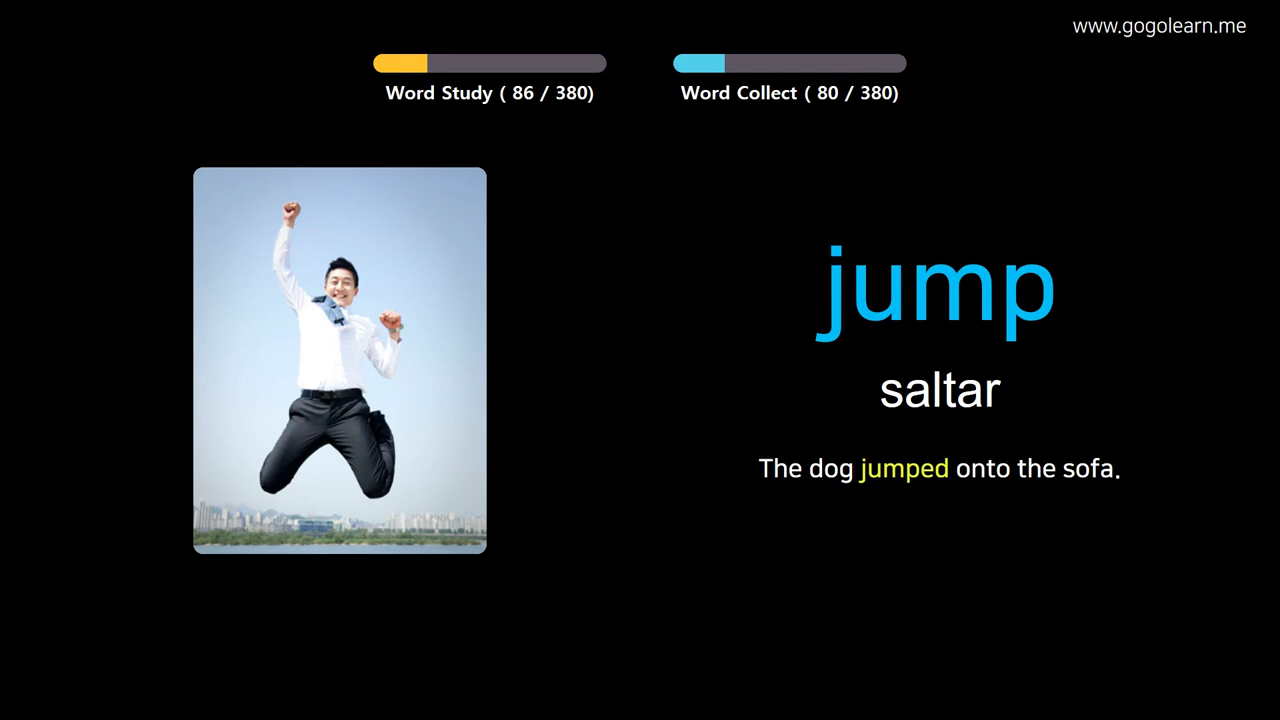 www.gogolearn.me
Word Study ( 86 / 380)
Word Collect ( 80 / 380)
jump
saltar
The dog jumped onto the sofa.